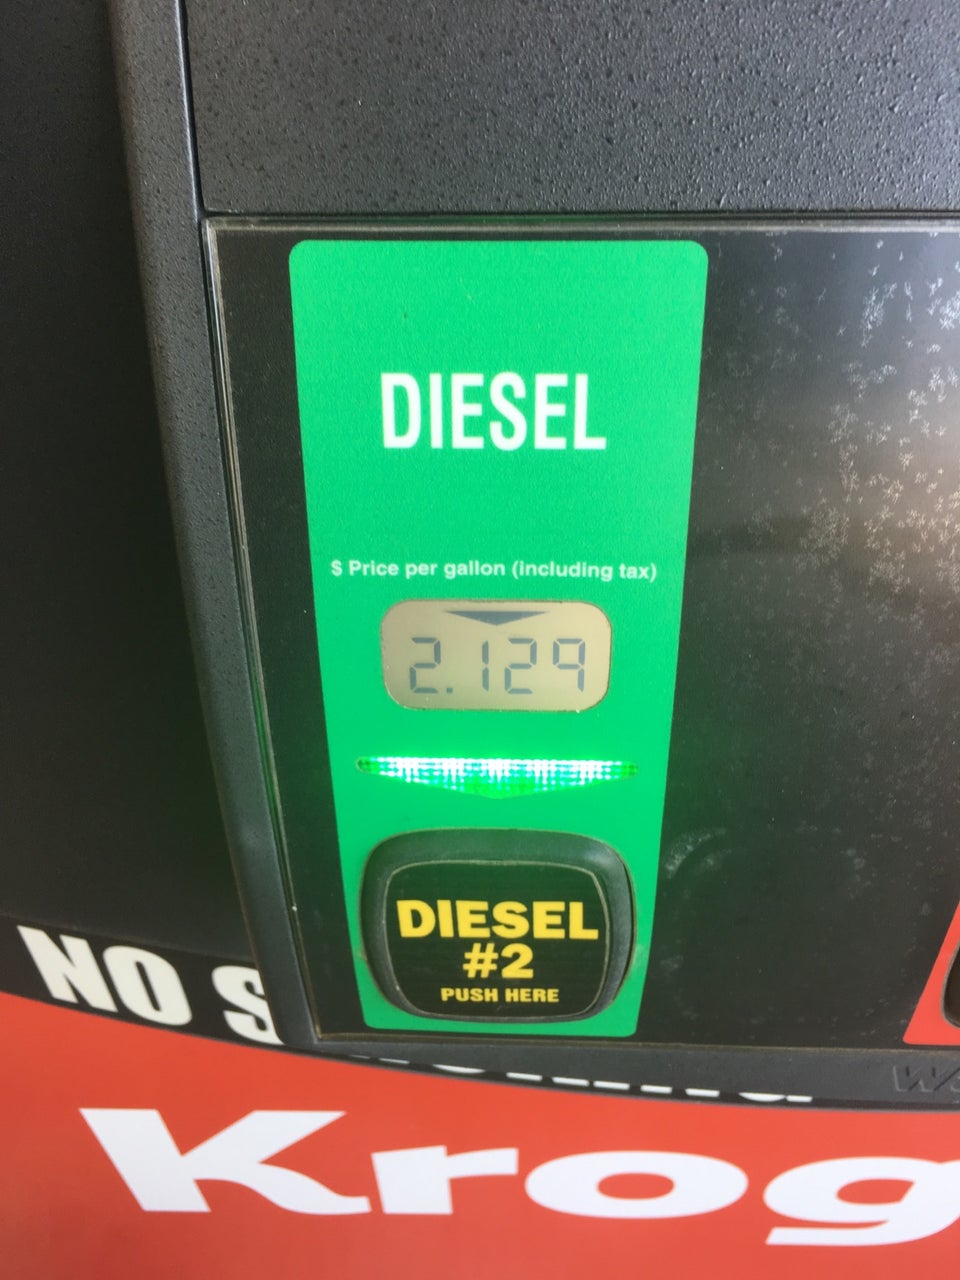 DIESEL
$ Price per gallon (including tax)
2.129
DIESEL
#2
PUSH HERE
NO
Krog